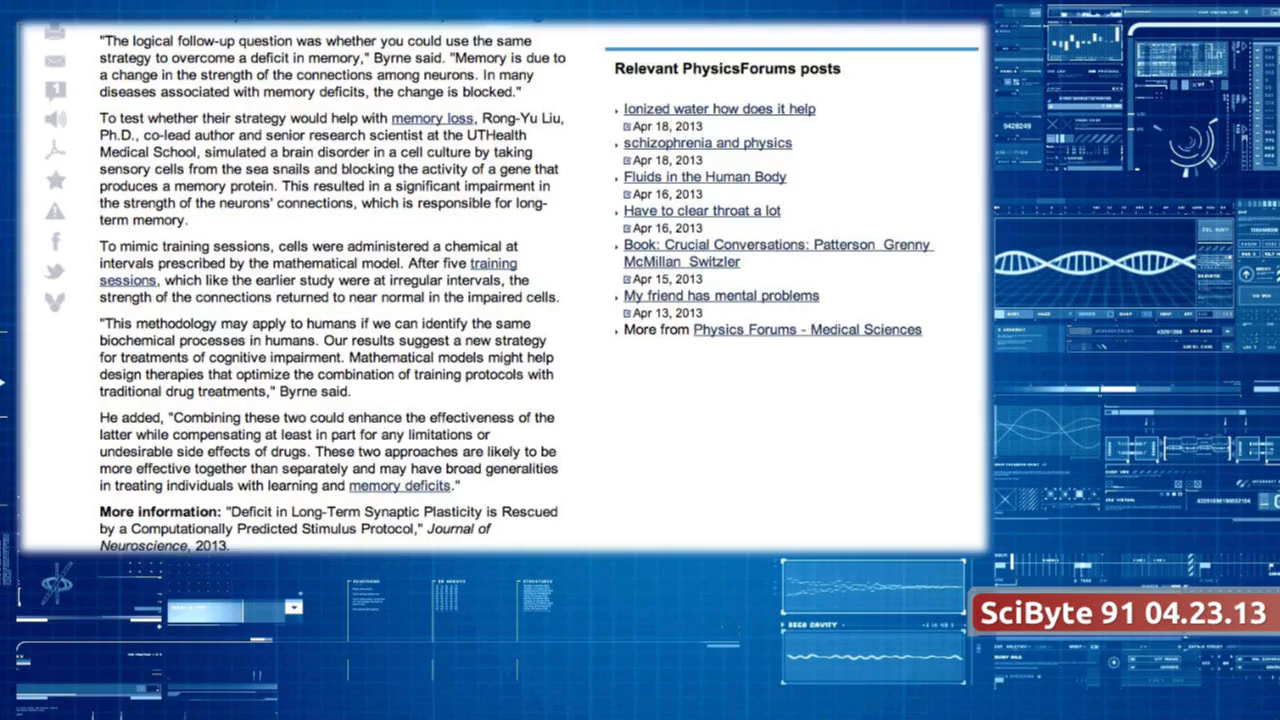 "The logical follow-up question was whether you could use the same
strategy to overcome a deficit in memory," Byrne said. "Memory is due to
a change in the strength of the connections among neurons. In many
diseases associated with memory deficits, the change is blocked."
To test whether their strategy would help with memory loss, Rong-Yu Liu,
Ph.D., co-lead author and senior research scientist at the UTHealth
Medical School, simulated a brain disorder in a cell culture by taking
sensory cells from the sea snails and blocking the activity of a gene that
produces a memory protein. This resulted in a significant impairment in
the strength of the neurons' connections, which is responsible for long-
term memory.
To mimic training sessions, cells were administered a chemical at
intervals prescribed by the mathematical model. After five training
sessions, which like the earlier study were at irregular intervals, the
strength of the connections returned to near normal in the impaired cells.
"This methodology may apply to humans if we can identify the same
biochemical processes in humans. Our results suggest a new strategy
for treatments of cognitive impairment. Mathematical models might help
design therapies that optimize the combination of training protocols with
traditional drug treatments," Byrne said.
He added, "Combining these two could enhance the effectiveness of the
latter while compensating at least in part for any limitations or
undesirable side effects of drugs. These two approaches are likely to be
more effective together than separately and may have broad generalities
in treating individuals with learning and memory deficits."
More information: "Deficit in Long-Term Synaptic Plasticity is Rescued
by a Computationally Predicted Stimulus Protocol," Journal of
Neuroscience, 2013.
Relevant PhysicsForums posts
Ionized water how does it help
Apr 18, 2013
schizophrenia and physics
Apr 18, 2013
Fluids in the Human Body
Apr 16, 2013
Have to clear throat a lot
Apr 16, 2013
Book: Crucial Conversations: Patterson Grenny
McMillan Switzler
Apr 15, 2013
My friend has mental problems
Apr 13, 2013
More from Physics Forums - Medical Sciences
9428249
SciByte 91 04.23.13